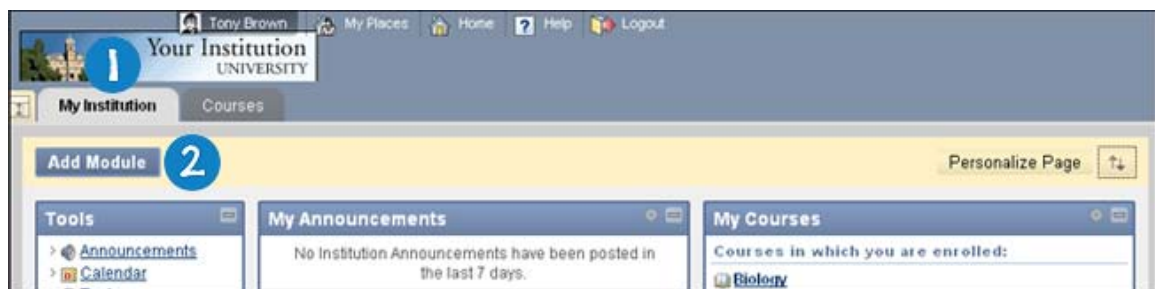 Tony Brown My Places Home ? Help Logout
Your Institution
UNIVERSITY
1
My Institution Courses
Add Module 2 Personalize Page
Tools My Announcements My Courses
Announcements No Institution Announcements have been posted in Courses in which you are enrolled:
Calendar the last 7 days. Biology